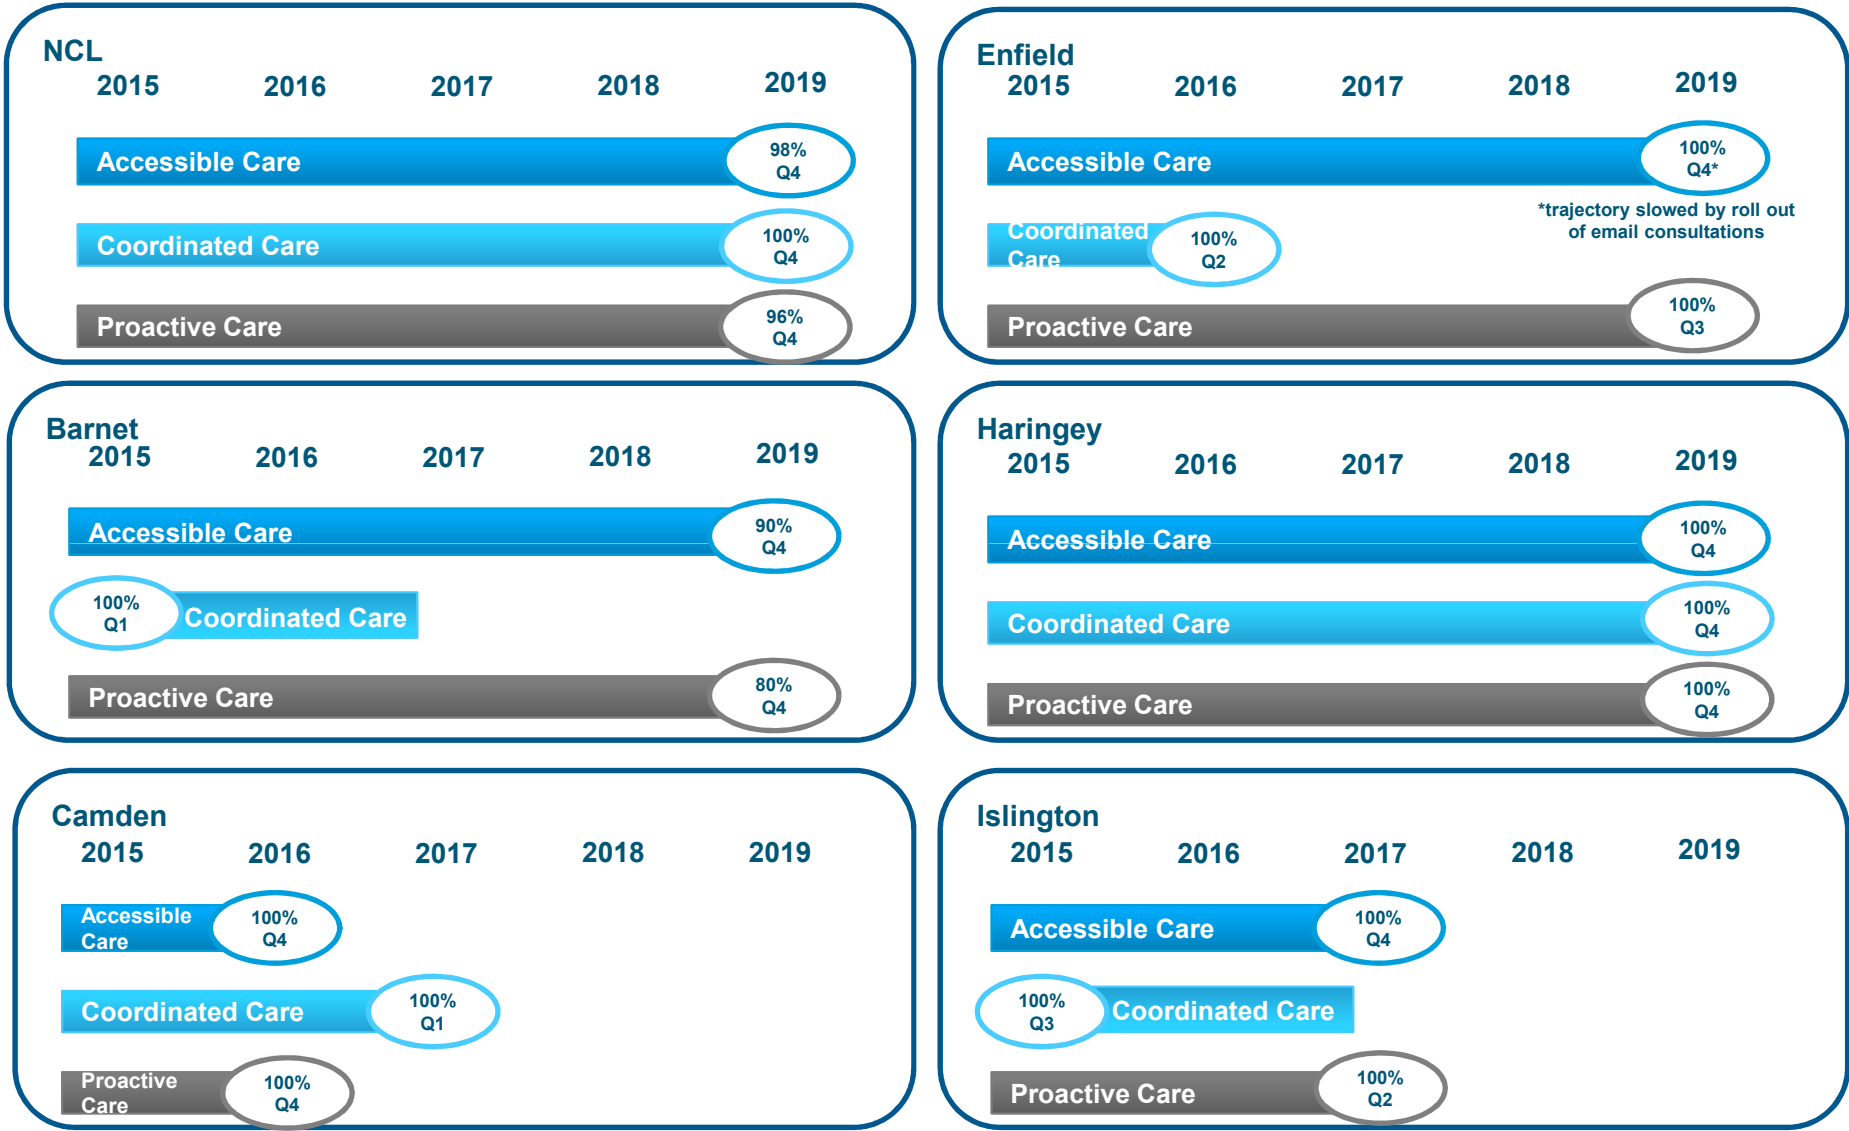 NCL
2015 2016 2017 2018 2019
Accessible Care
98%
Q4
Coordinated Care
100%
Q4
Proactive Care
96%
Q4
Enfield
2015 2016 2017 2018 2019
Accessible Care
100%
Q4*
*trajectory slowed by roll out
of email consultations
Coordinated
Care
100%
Q2
Proactive Care
100%
Q3
Barnet
2015 2016 2017 2018 2019
Accessible Care
90%
Q4
100%
Q1
Coordinated Care
Proactive Care
80%
Q4
Haringey
2015 2016 2017 2018 2019
Accessible Care
100%
Q4
Coordinated Care
100%
Q4
Proactive Care
100%
Q4
Camden
2015 2016 2017 2018 2019
Accessible
Care
100%
Q4
Coordinated Care
100%
Q1
Proactive
Care
100%
Q4
Islington
2015 2016 2017 2018 2019
Accessible Care
100%
Q4
100%
Q3
Coordinated Care
Proactive Care
100%
Q2